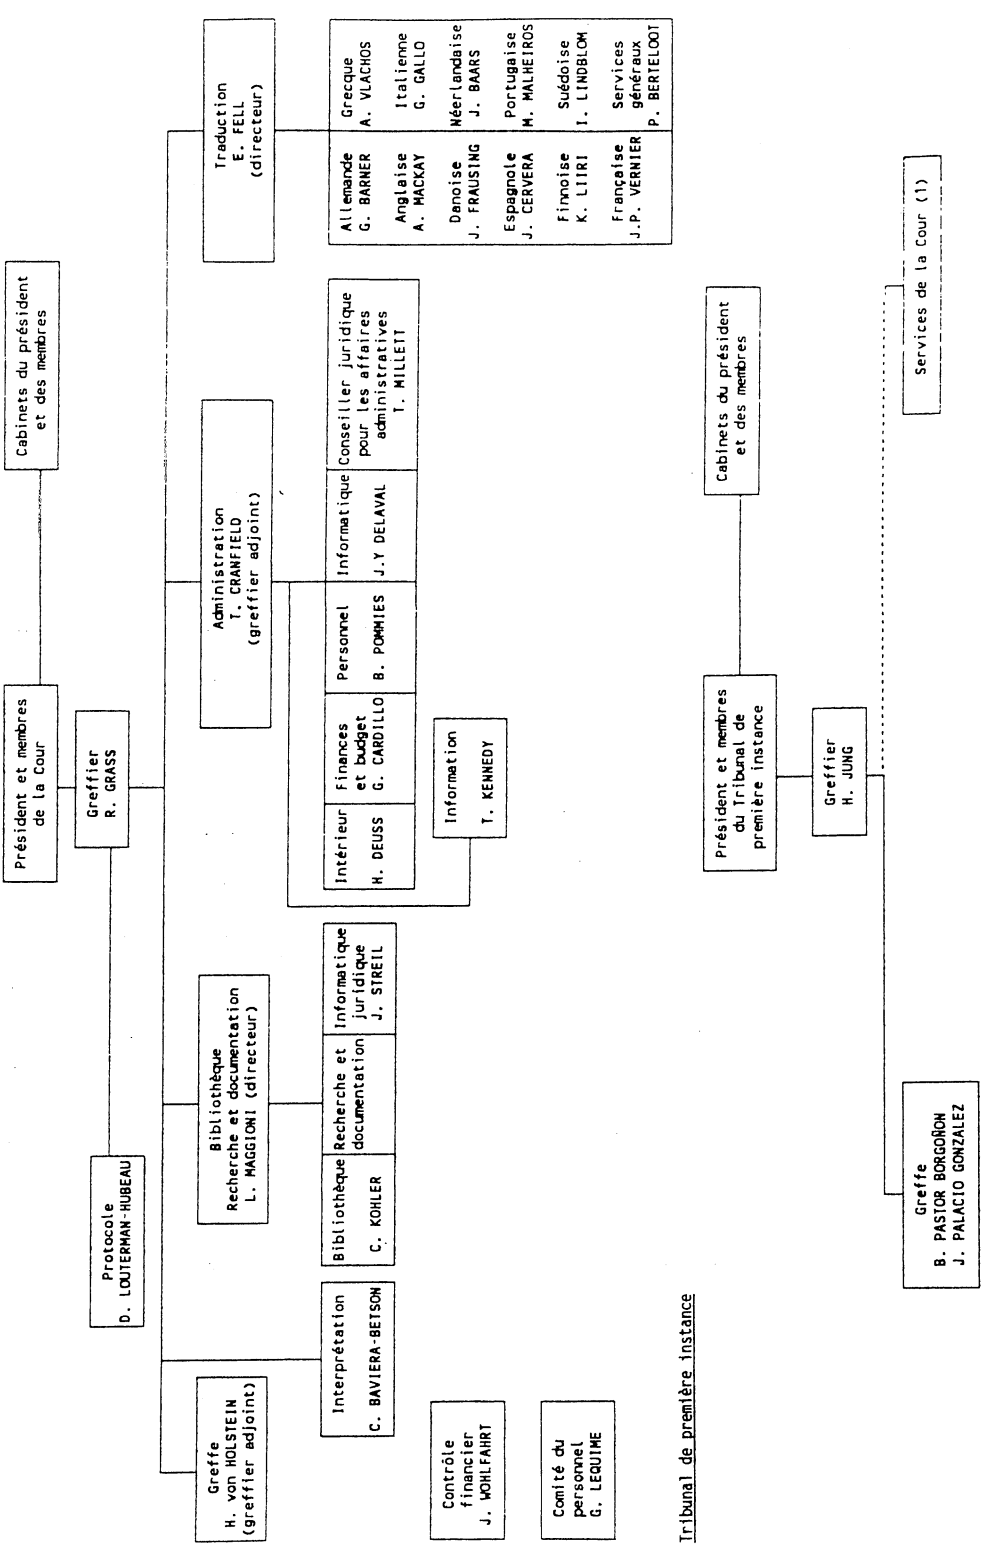 Président et membres
de la Cour
Cabinets du président
et des membres
Greffier
R. GRASS
Protocole
D. LOUTERMAN-HUBEAU
Greffe
H. von HOLSTEIN
(greffier adjoint)
Bibliothèque
Recherche et documentation
L. MAGGIONI (directeur)
Administration
T. CRANFIELD
(greffier adjoint)
Traduction
E. FELL
(directeur)
Interprétation
C. BAVIERA-BETSON
Bibliothèque
C. KOHLER
Recherche et
documentation
Informatique
juridique
J. STREIL
Intérieur
H. DEUSS
Finances
et budget
G. CARDILLO
Personnel
B. POMMIES
Informatique
J.Y DELAVAL
Conseiller juridique
pour les affaires
administratives
T. MILLETT
Allemande
G. BARNER
Anglaise
A. MACKAY
Danoise
J. FRAUSING
Espagnole
J. CERVERA
Finnoise
K. LIIRI
Française
J.P. VERNIER
Grecque
A. VLACHOS
Italienne
G. GALLO
Néerlandaise
J. BAARS
Portugaise
M. MALHEIROS
Suédoise
I. LINDBLOM
Services
généraux
P. BERTELOOT
Contrôle
financier
J. WOHLFAHRT
Information
T. KENNEDY
Comité du
personnel
G. LEQUIME
Tribunal de première instance
Président et membres
du Tribunal de
première instance
Cabinets du président
et des membres
Greffier
H. JUNG
Greffe
B. PASTOR BORGOÑON
J. PALACIO GONZALEZ
Services de la Cour (1)